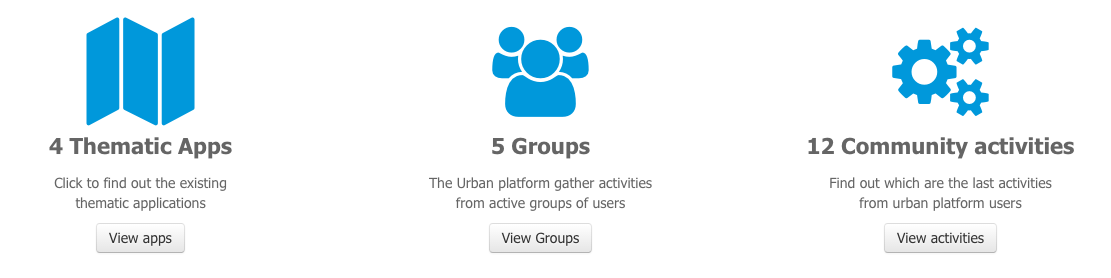 4 Thematic Apps
Click to find out the existing
thematic applications
View apps
5 Groups
The Urban platform gather activities
from active groups of users
View Groups
12 Community activities
Find out which are the last activities
from urban platform users
View activities